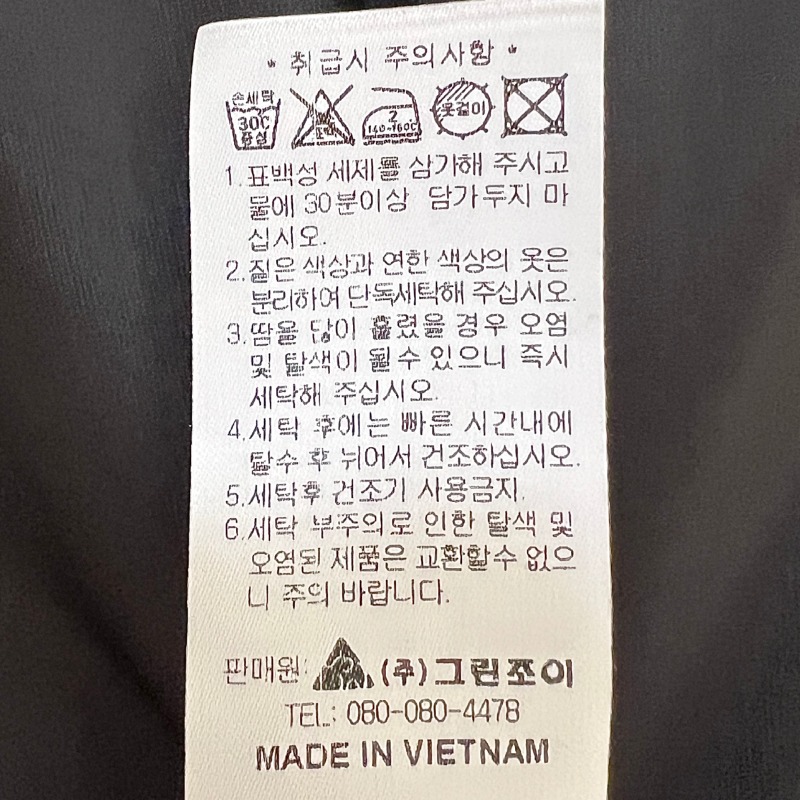 * 취급시 주의사항 *
손세탁 30℃ 중심
표백
2 140-160℃
옷걸이
1. 표백성 세제를 삼가해 주시고
물에 30분이상 담가두지 마
십시오.
2. 짙은 색상과 연한 색상의 옷은
분리하여 단독세탁해 주십시오.
3. 땀을 많이 흘렸을 경우 오염
및 탈색이 될수 있으니 즉시
세탁해 주십시오.
4. 세탁 후에는 빠른 시간내에
탈수 후 뉘어서 건조하십시오.
5. 세탁후 건조기 사용금지.
6. 세탁 부주의로 인한 탈색 및
오염된 제품은 교환할수 없으
니 주의 바랍니다.
판매원: (주)그린조이
TEL: 080-080-4478
MADE IN VIETNAM